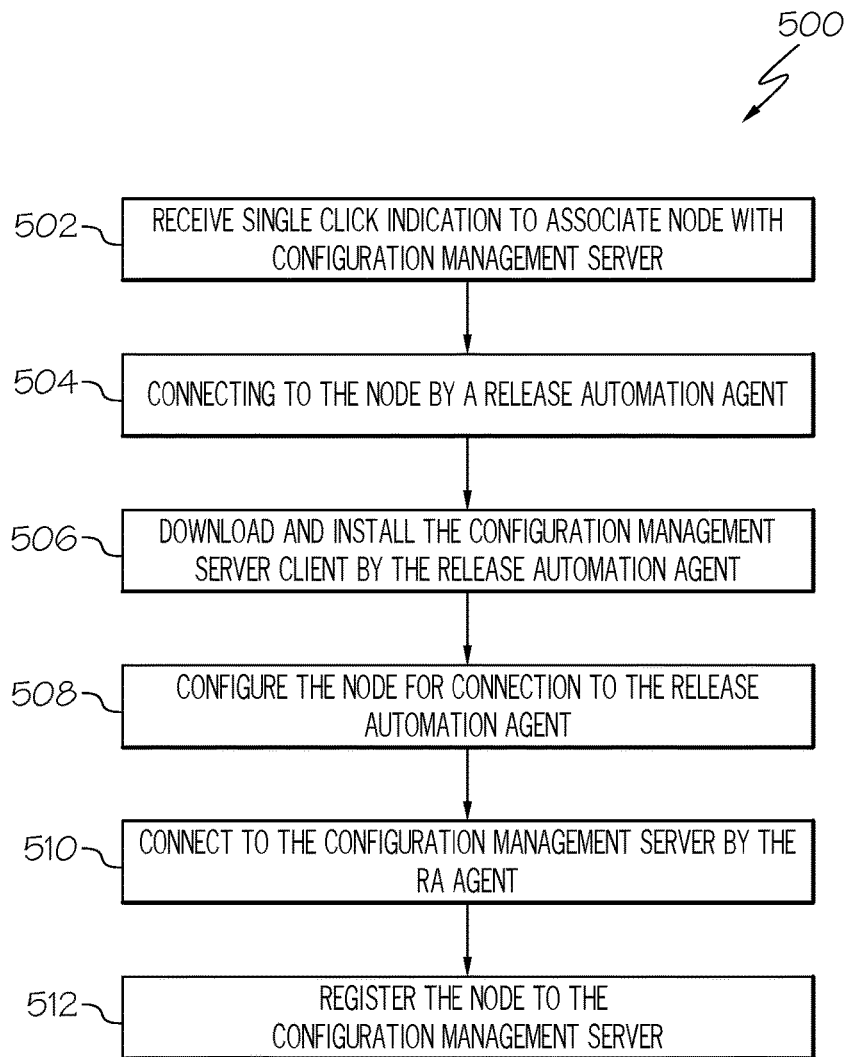 500
502
RECEIVE SINGLE CLICK INDICATION TO ASSOCIATE NODE WITH
CONFIGURATION MANAGEMENT SERVER
504
CONNECTING TO THE NODE BY A RELEASE AUTOMATION AGENT
506
DOWNLOAD AND INSTALL THE CONFIGURATION MANAGEMENT
SERVER CLIENT BY THE RELEASE AUTOMATION AGENT
508
CONFIGURE THE NODE FOR CONNECTION TO THE RELEASE
AUTOMATION AGENT
510
CONNECT TO THE CONFIGURATION MANAGEMENT SERVER BY THE
RA AGENT
512
REGISTER THE NODE TO THE
CONFIGURATION MANAGEMENT SERVER